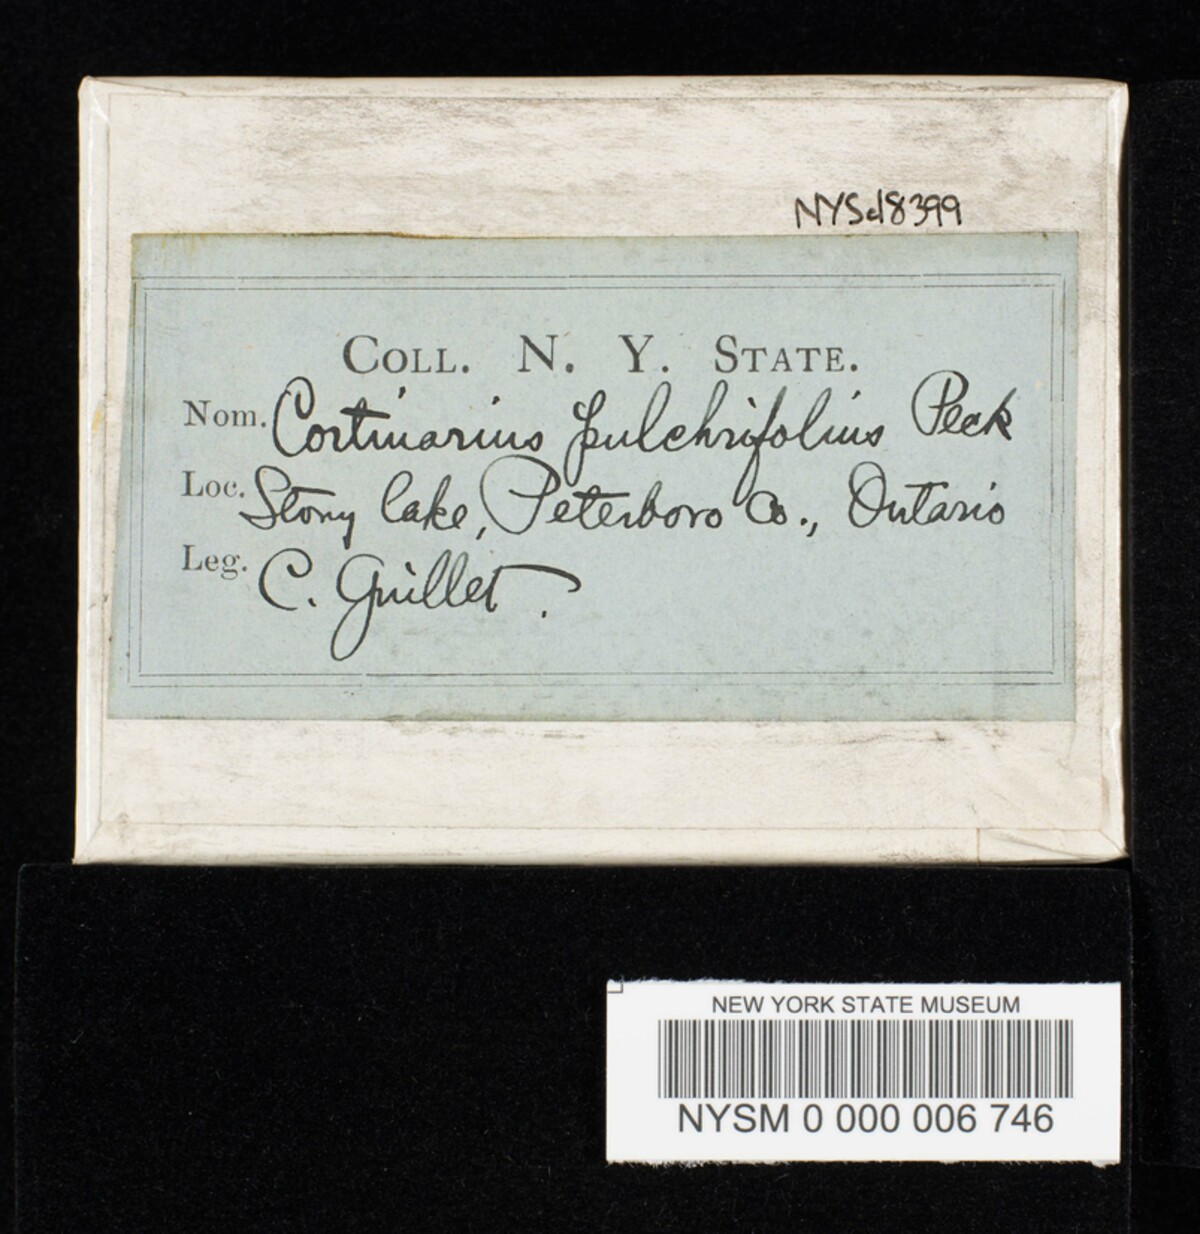 NYSd8399
COLL. N. Y. STATE.
Nom. Cortinarius pulchrifolius Peck
Loc. Stony lake, Peterboro Co., Ontario
Leg. C. Guillet.
NEW YORK STATE MUSEUM
NYSM 0 000 006 746